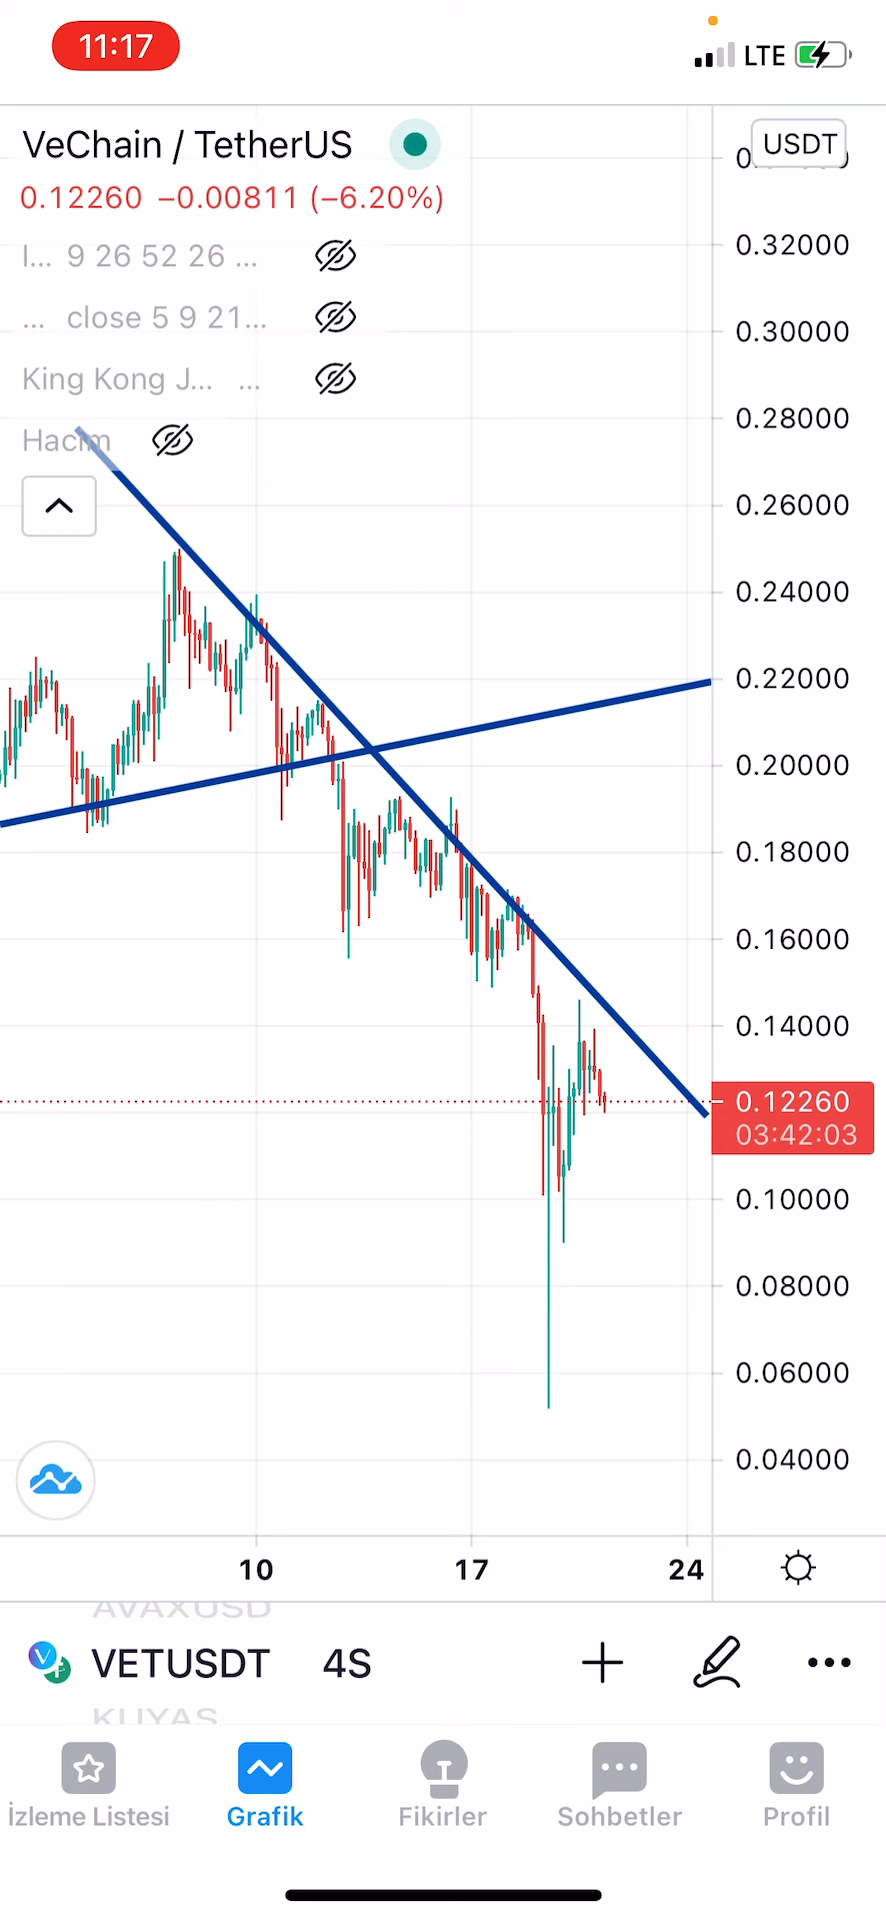 11:17
LTE
VeChain / TetherUS
USDT
0.12260 −0.00811 (−6.20%)
I... 9 26 52 26 ...
... close 5 9 21...
King Kong J... ...
Hacim
0.32000
0.30000
0.28000
0.26000
0.24000
0.22000
0.20000
0.18000
0.16000
0.14000
0.12260
03:42:03
0.10000
0.08000
0.06000
0.04000
10 17 24
AVAXUSD
VETUSDT 4S
KUYAS
İzleme Listesi Grafik Fikirler Sohbetler Profil